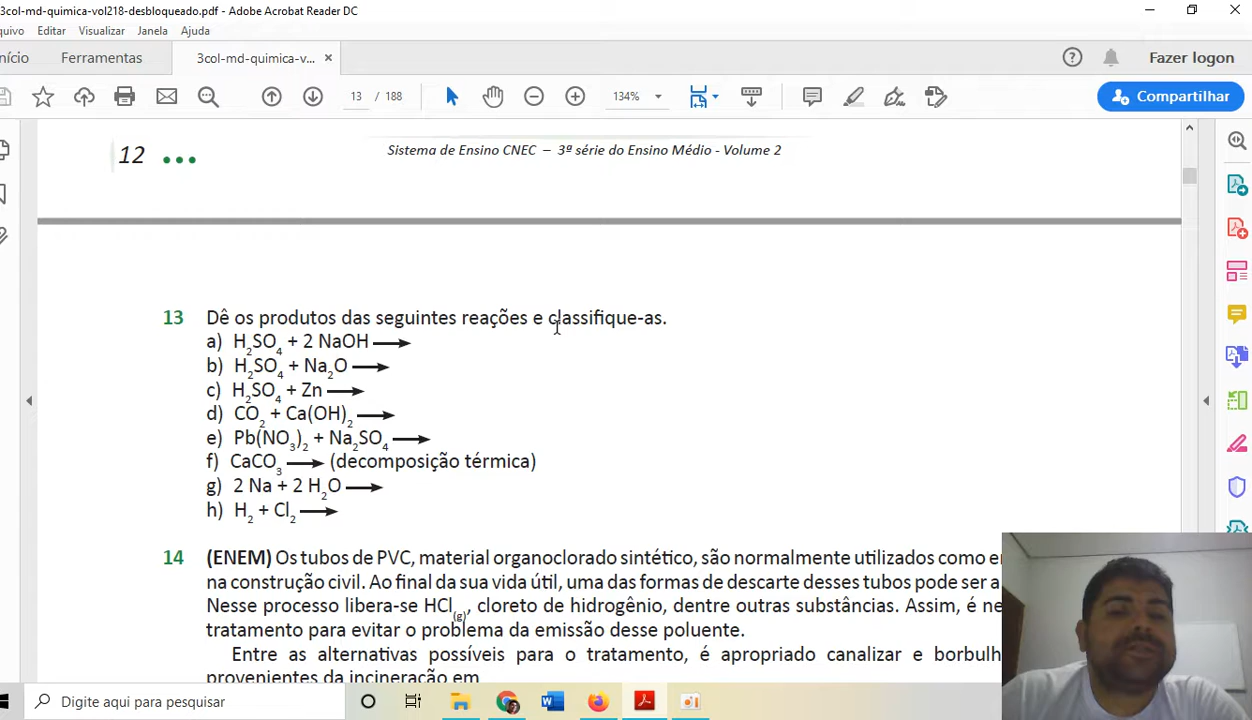 3col-md-quimica-vol218-desbloqueado.pdf - Adobe Acrobat Reader DC
Editar Visualizar Janela Ajuda
Ferramentas 3col-md-quimica-v... × Fazer logon
13 / 188 134% Compartilhar
12 ••• Sistema de Ensino CNEC – 3ª série do Ensino Médio - Volume 2
13 Dê os produtos das seguintes reações e classifique-as.
a) H₂SO₄ + 2 NaOH ⟶
b) H₂SO₄ + Na₂O ⟶
c) H₂SO₄ + Zn ⟶
d) CO₂ + Ca(OH)₂ ⟶
e) Pb(NO₃)₂ + Na₂SO₄ ⟶
f) CaCO₃ ⟶ (decomposição térmica)
g) 2 Na + 2 H₂O ⟶
h) H₂ + Cl₂ ⟶
14 (ENEM) Os tubos de PVC, material organoclorado sintético, são normalmente utilizados como
na construção civil. Ao final da sua vida útil, uma das formas de descarte desses tubos pode ser a
Nesse processo libera-se HCl(g), cloreto de hidrogênio, dentre outras substâncias. Assim, é
tratamento para evitar o problema da emissão desse poluente.
Entre as alternativas possíveis para o tratamento, é apropriado canalizar e
provenientes da incineração em
Digite aqui para pesquisar